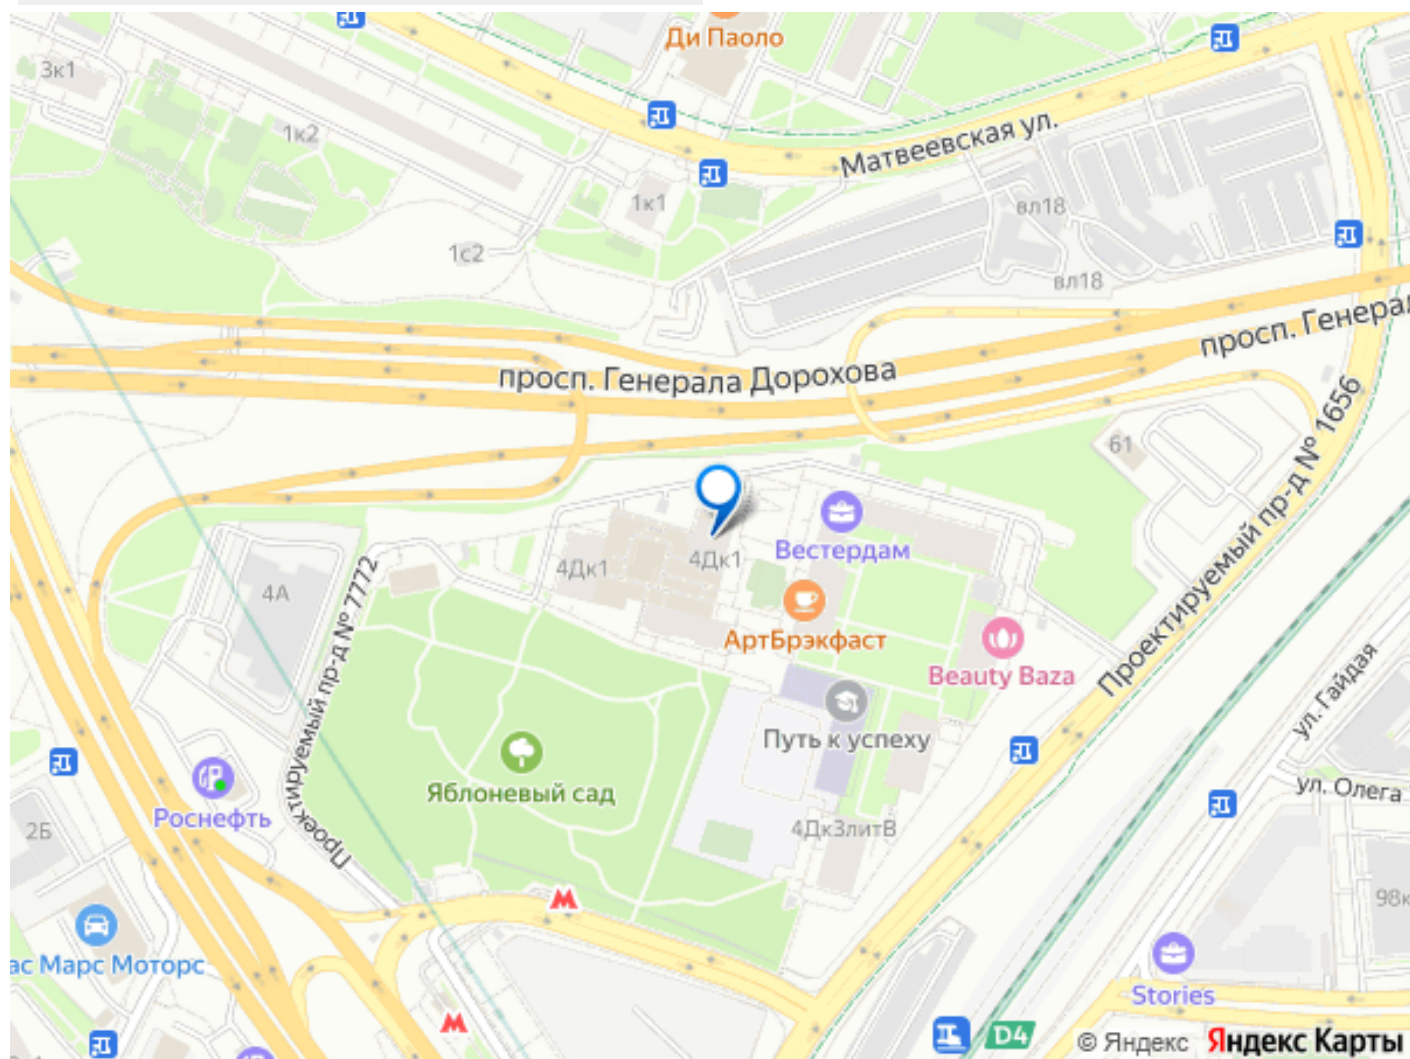 Ди Паоло
3к1
1к2
Матвеевская ул.
1к1
вл18
1с2
вл18
просп. Генерал
просп. Генерала Дорохова
Проектируемый пр-д № 1656
61
Вестердам
4Дк1
4Дк1
4А
Проектируемый пр-д № 7772
АртБрэкфаст
Beauty Baza
ул. Гайдая
Путь к успеху
Яблоневый сад
ул. Олега
Роснефть
2Б
4Дк3литВ
98к
ас Марс Моторс
Stories
D4
© Яндекс Яндекс Карты